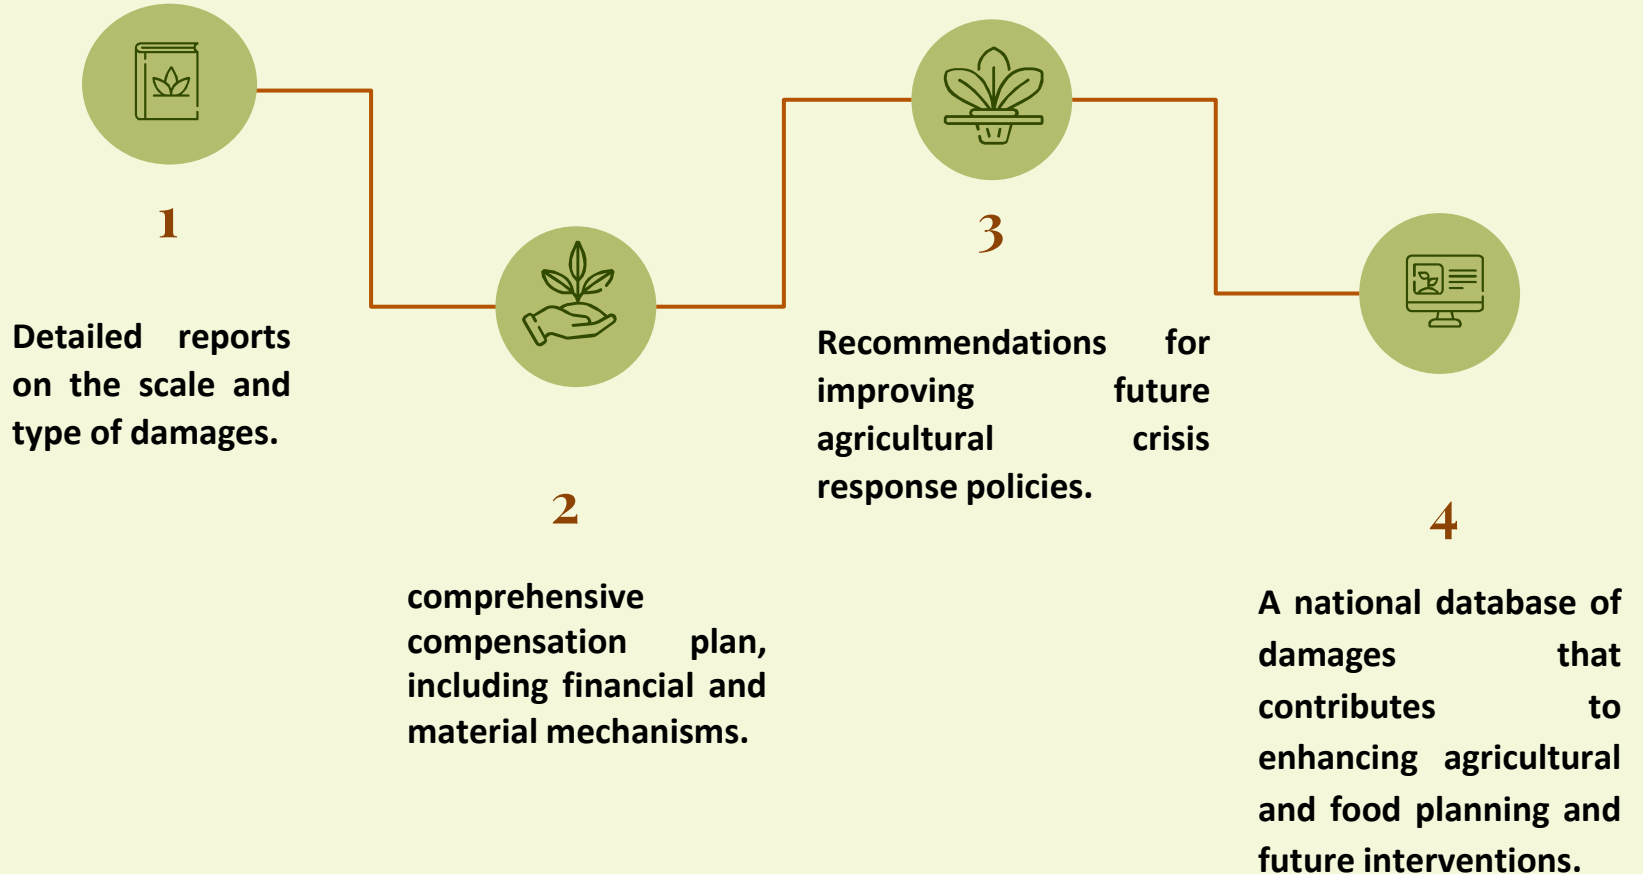 1
Detailed reports
on the scale and
type of damages.
2
comprehensive
compensation plan,
including financial and
material mechanisms.
3
Recommendations for
improving future
agricultural crisis
response policies.
4
A national database of
damages that
contributes to
enhancing agricultural
and food planning and
future interventions.